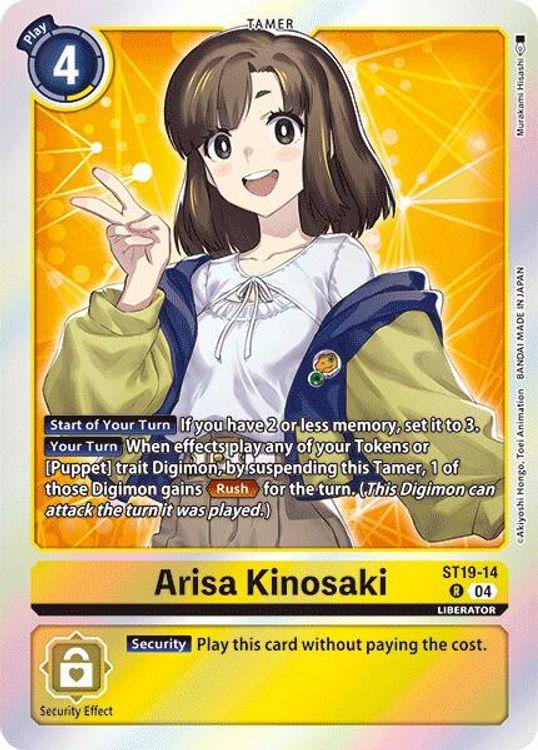 TAMER
Play
4
Murakami Hisashi
Start of Your Turn If you have 2 or less memory, set it to 3.
Your Turn When effects play any of your Tokens or
[Puppet] trait Digimon, by suspending this Tamer, 1 of
those Digimon gains Rush for the turn. (This Digimon can
attack the turn it was played.)
©Akiyoshi Hongo, Toei Animation BANDAI MADE IN JAPAN
Arisa Kinosaki
ST19-14
R 04
LIBERATOR
Security Play this card without paying the cost.
Security Effect